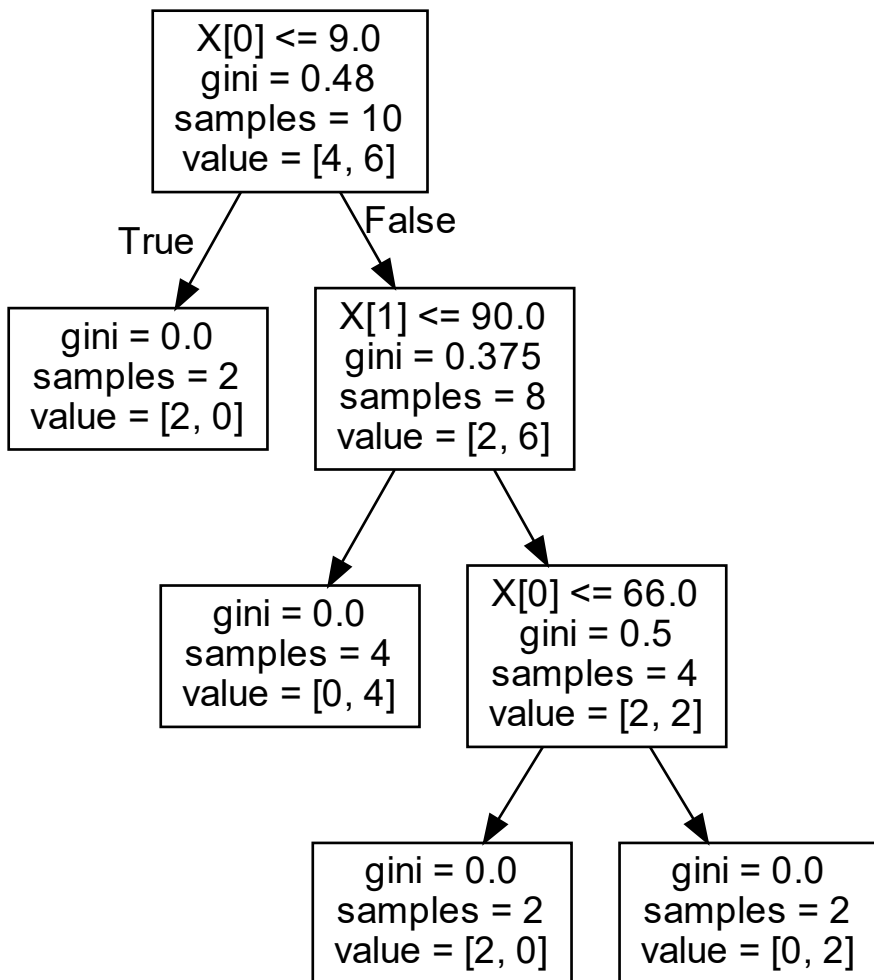 X[0] <= 9.0
gini = 0.48
samples = 10
value = [4, 6]
True
False
gini = 0.0
samples = 2
value = [2, 0]
X[1] <= 90.0
gini = 0.375
samples = 8
value = [2, 6]
gini = 0.0
samples = 4
value = [0, 4]
X[0] <= 66.0
gini = 0.5
samples = 4
value = [2, 2]
gini = 0.0
samples = 2
value = [2, 0]
gini = 0.0
samples = 2
value = [0, 2]